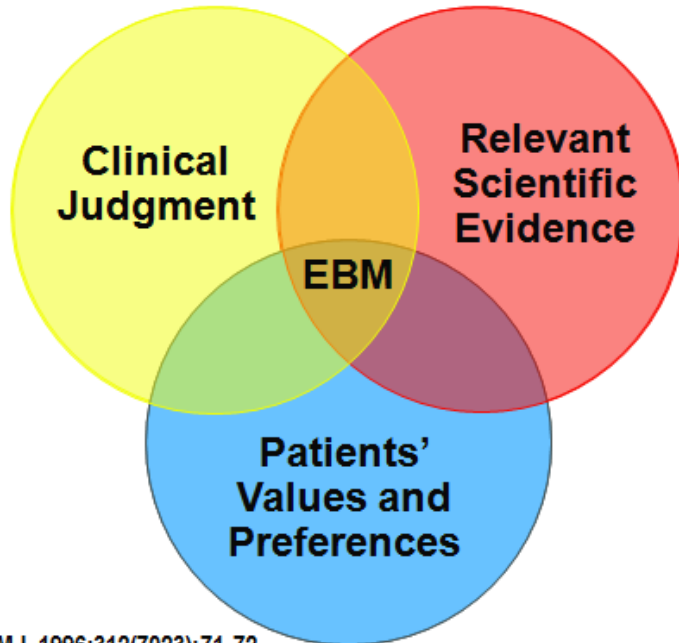 Clinical
Judgment
Relevant
Scientific
Evidence
EBM
Patients’
Values and
Preferences